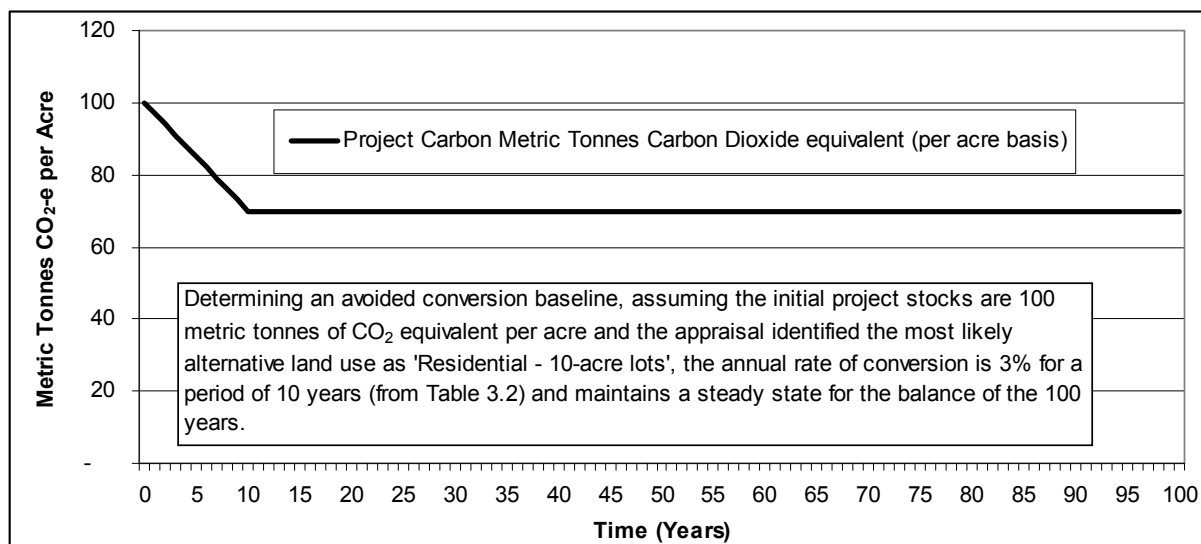 120
100
80
60
40
20
-
Metric Tonnes CO2-e per Acre
Project Carbon Metric Tonnes Carbon Dioxide equivalent (per acre basis)
Determining an avoided conversion baseline, assuming the initial project stocks are 100
metric tonnes of CO2 equivalent per acre and the appraisal identified the most likely
alternative land use as 'Residential - 10-acre lots', the annual rate of conversion is 3% for a
period of 10 years (from Table 3.2) and maintains a steady state for the balance of the 100
years.
0 5 10 15 20 25 30 35 40 45 50 55 60 65 70 75 80 85 90 95 100
Time (Years)